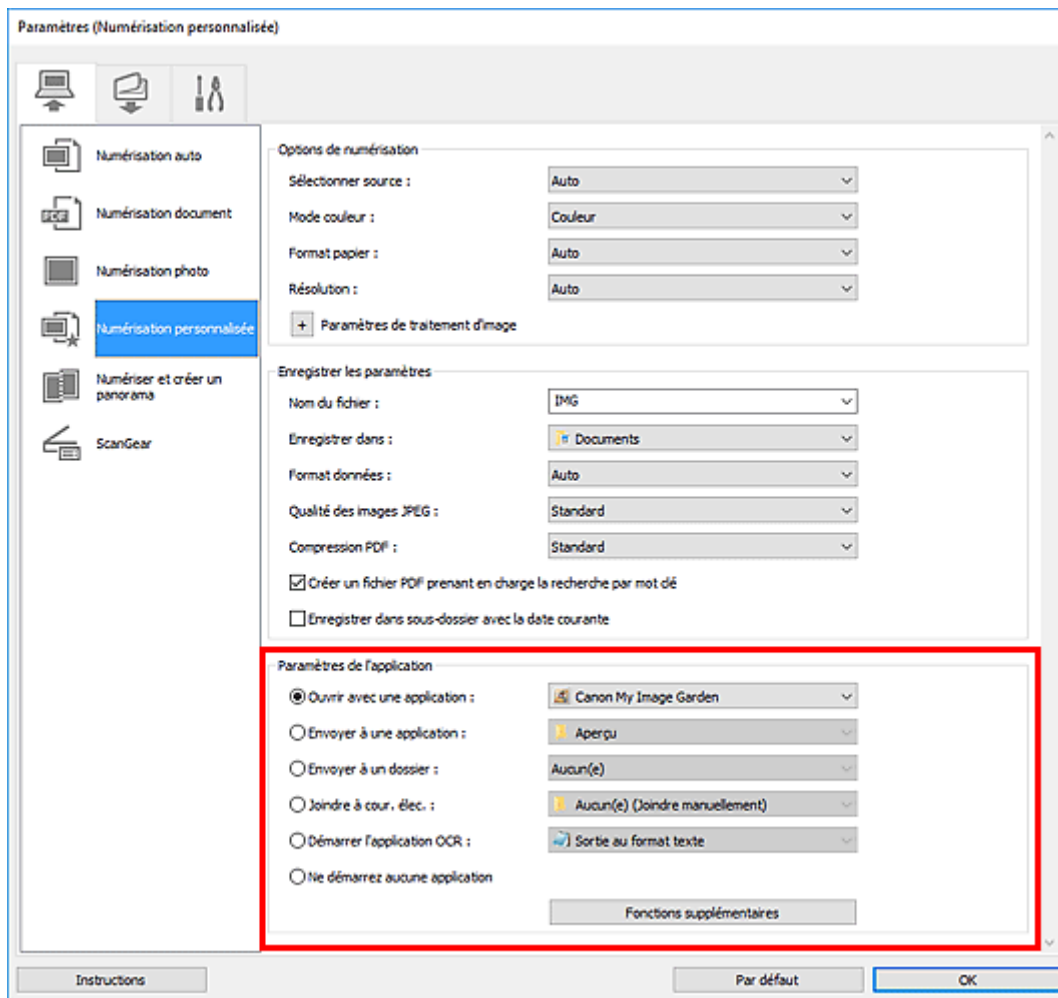 Paramètres (Numérisation personnalisée)
Numérisation auto
Numérisation document
Numérisation photo
Numérisation personnalisée
Numériser et créer un
panorama
ScanGear
Options de numérisation
Sélectionner source : Auto
Mode couleur : Couleur
Format papier : Auto
Résolution : Auto
+ Paramètres de traitement d'image
Enregistrer les paramètres
Nom du fichier : IMG
Enregistrer dans : Documents
Format données : Auto
Qualité des images JPEG : Standard
Compression PDF : Standard
Créer un fichier PDF prenant en charge la recherche par mot clé
Enregistrer dans sous-dossier avec la date courante
Paramètres de l'application
Ouvrir avec une application : Canon My Image Garden
Envoyer à une application : Aperçu
Envoyer à un dossier : Aucun(e)
Joindre à cour. élec. : Aucun(e) (Joindre manuellement)
Démarrer l'application OCR : Sortie au format texte
Ne démarrez aucune application
Fonctions supplémentaires
Instructions Par défaut OK